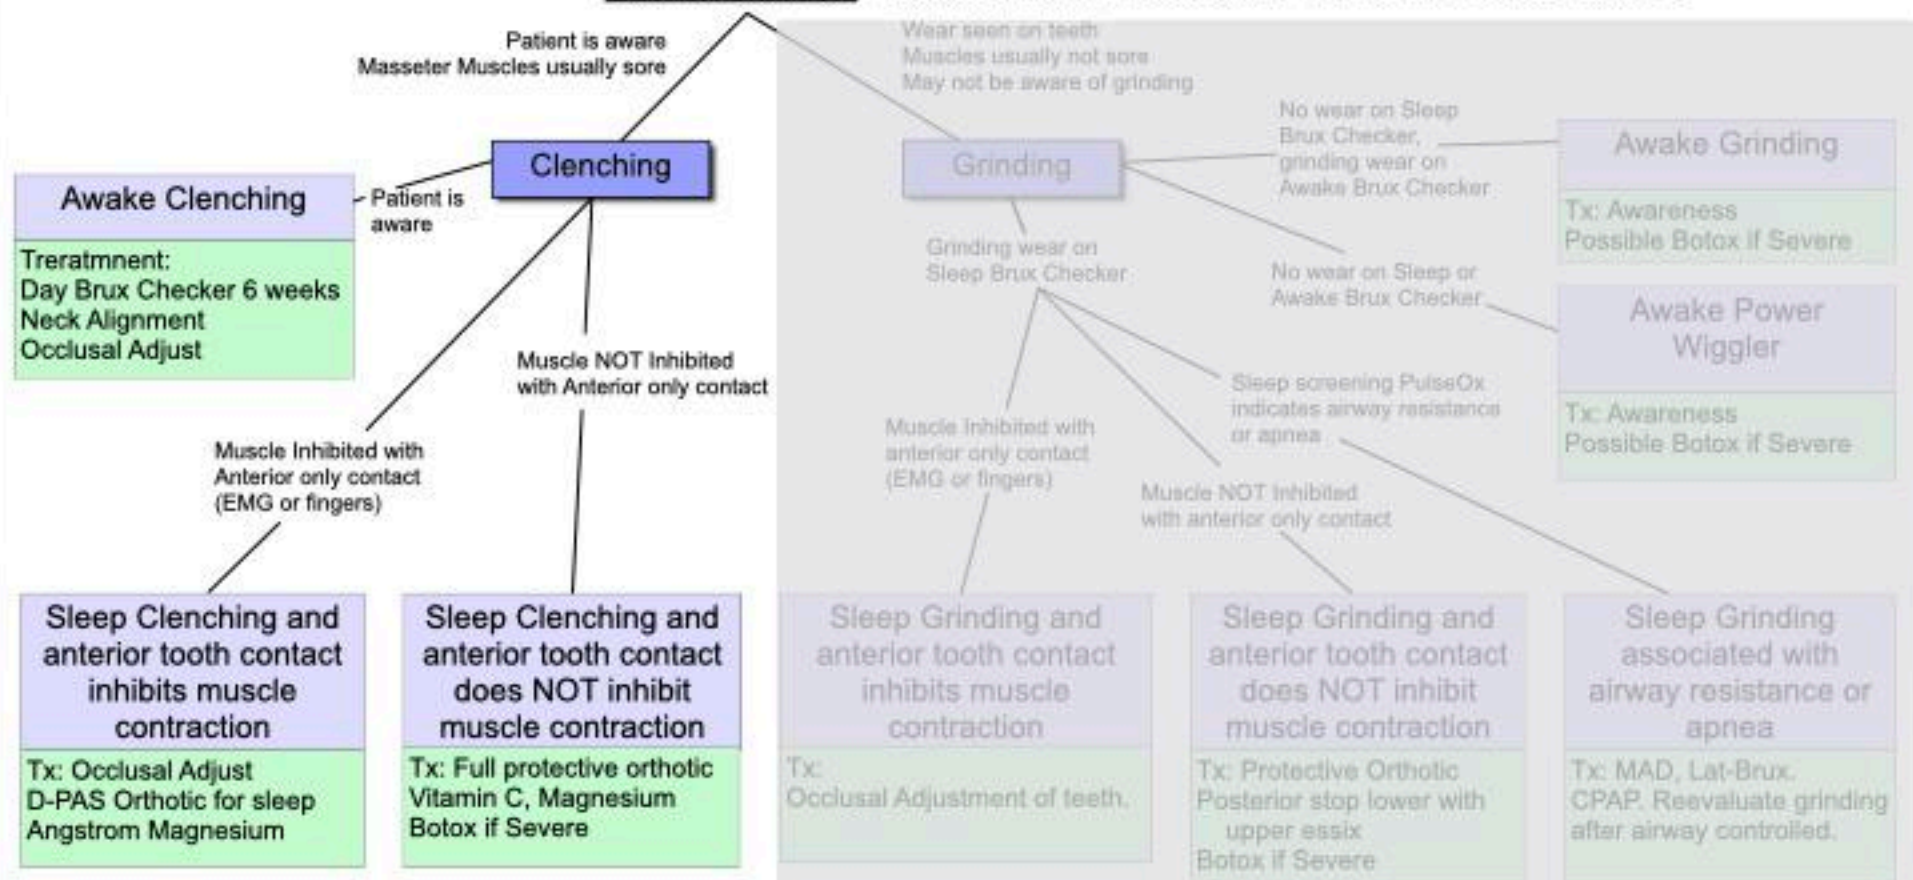 Patient is aware
Masseter Muscles usually sore
Wear seen on teeth
Muscles usually not sore
May not be aware of grinding
Clenching
Grinding
No wear on Sleep
Brux Checker,
grinding wear on
Awake Brux Checker
Awake Grinding
Tx: Awareness
Possible Botox if Severe
Awake Clenching
Patient is
aware
Treratmnent:
Day Brux Checker 6 weeks
Neck Alignment
Occlusal Adjust
Grinding wear on
Sleep Brux Checker
No wear on Sleep or
Awake Brux Checker
Awake Power
Wiggler
Tx: Awareness
Possible Botox if Severe
Muscle NOT Inhibited
with Anterior only contact
Sleep screening PulseOx
indicates airway resistance
or apnea
Muscle Inhibited with
Anterior only contact
(EMG or fingers)
Muscle Inhibited with
anterior only contact
(EMG or fingers)
Muscle NOT Inhibited
with anterior only contact
Sleep Clenching and
anterior tooth contact
inhibits muscle
contraction
Tx: Occlusal Adjust
D-PAS Orthotic for sleep
Angstrom Magnesium
Sleep Clenching and
anterior tooth contact
does NOT inhibit
muscle contraction
Tx: Full protective orthotic
Vitamin C, Magnesium
Botox if Severe
Sleep Grinding and
anterior tooth contact
inhibits muscle
contraction
Tx:
Occlusal Adjustment of teeth.
Sleep Grinding and
anterior tooth contact
does NOT inhibit
muscle contraction
Tx: Protective Orthotic
Posterior stop lower with
upper essix
Botox if Severe
Sleep Grinding
associated with
airway resistance or
apnea
Tx: MAD, Lat-Brux.
CPAP. Reevaluate grinding
after airway controlled.